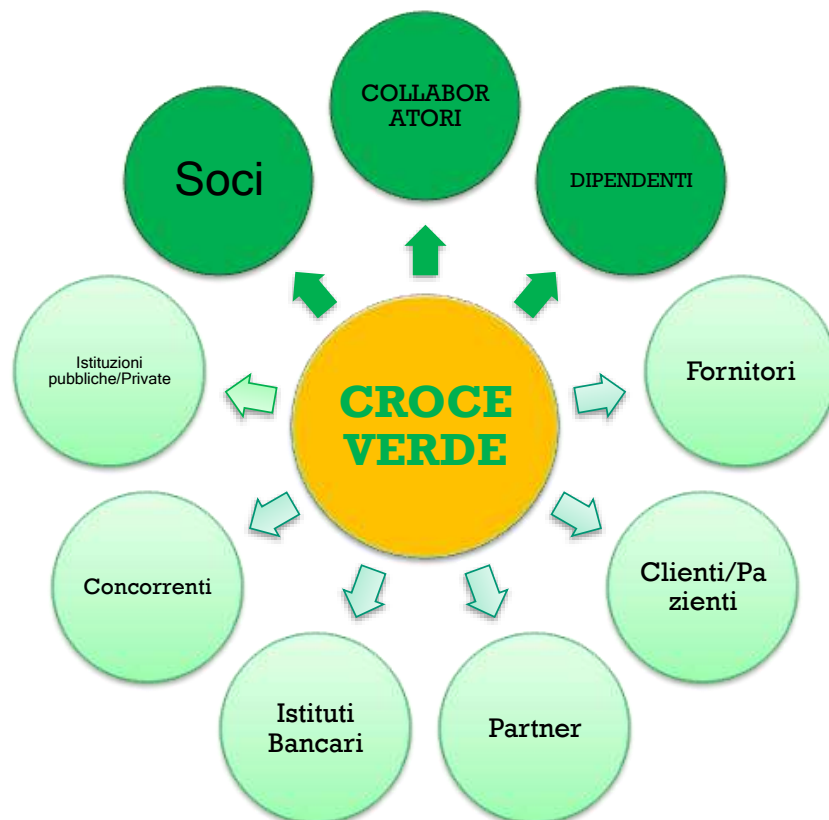 COLLABOR
ATORI
Soci
DIPENDENTI
Istituzioni
pubbliche/Private
Fornitori
CROCE
VERDE
Concorrenti
Clienti/Pa
zienti
Istituti
Bancari
Partner